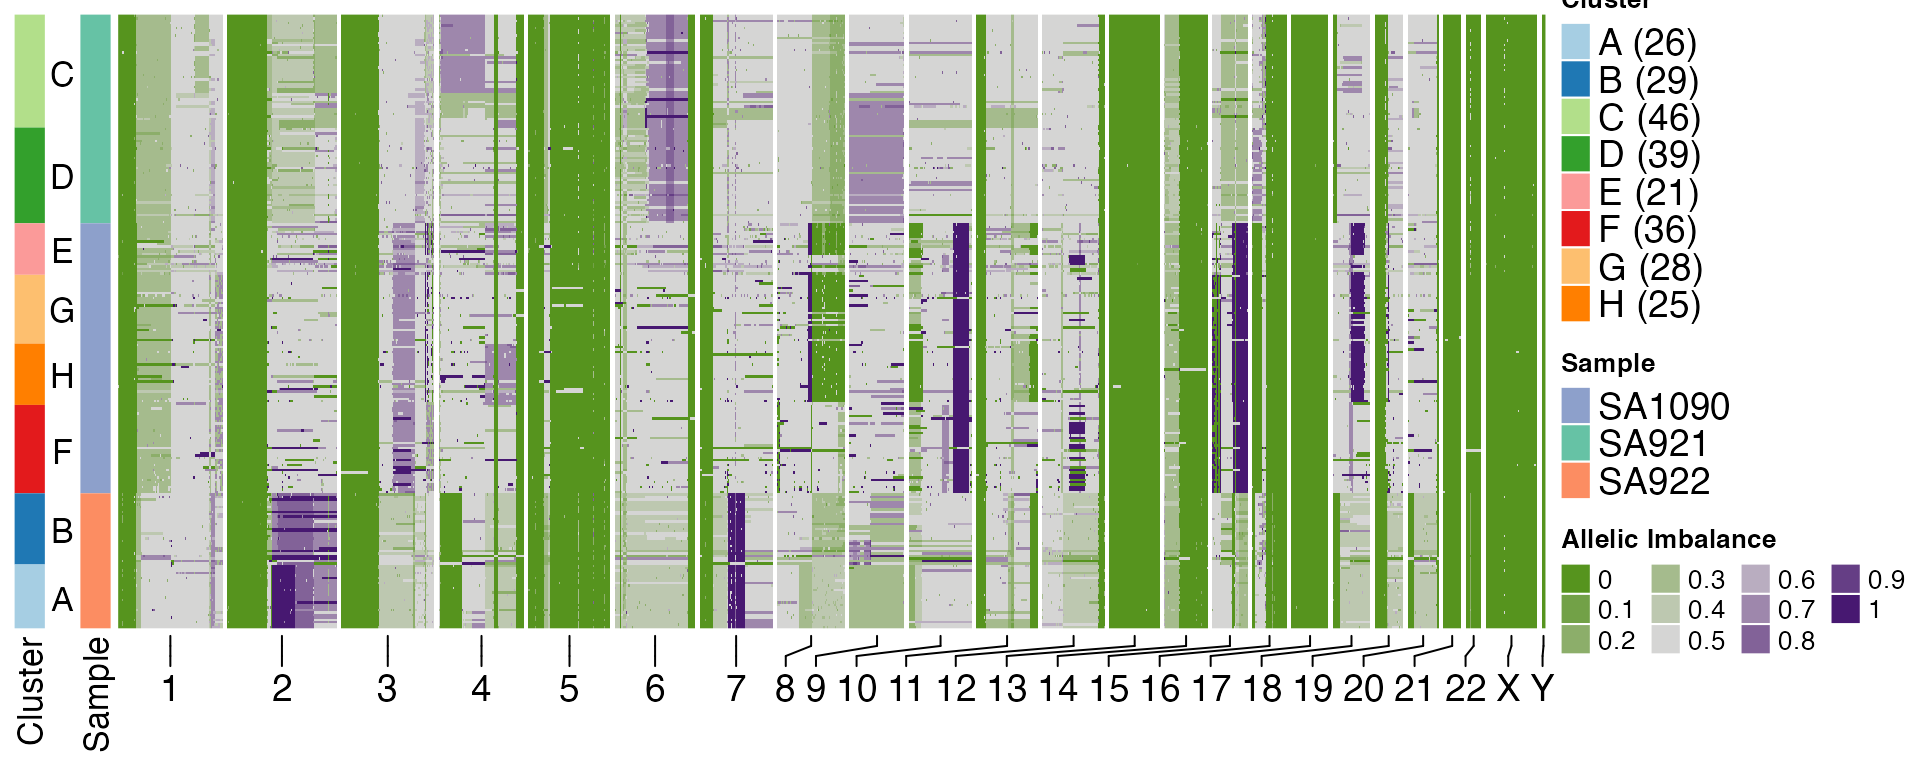 Cluster
A (26)
B (29)
C (46)
D (39)
E (21)
F (36)
G (28)
H (25)
Sample
SA1090
SA921
SA922
Allelic Imbalance
0 0.3 0.6 0.9
0.1 0.4 0.7 1
0.2 0.5 0.8
C
D
E
G
H
F
B
A
Cluster
Sample
1 2 3 4 5 6 7 8 9 10 11 12 13 14 15 16 17 18 19 20 21 22 X Y